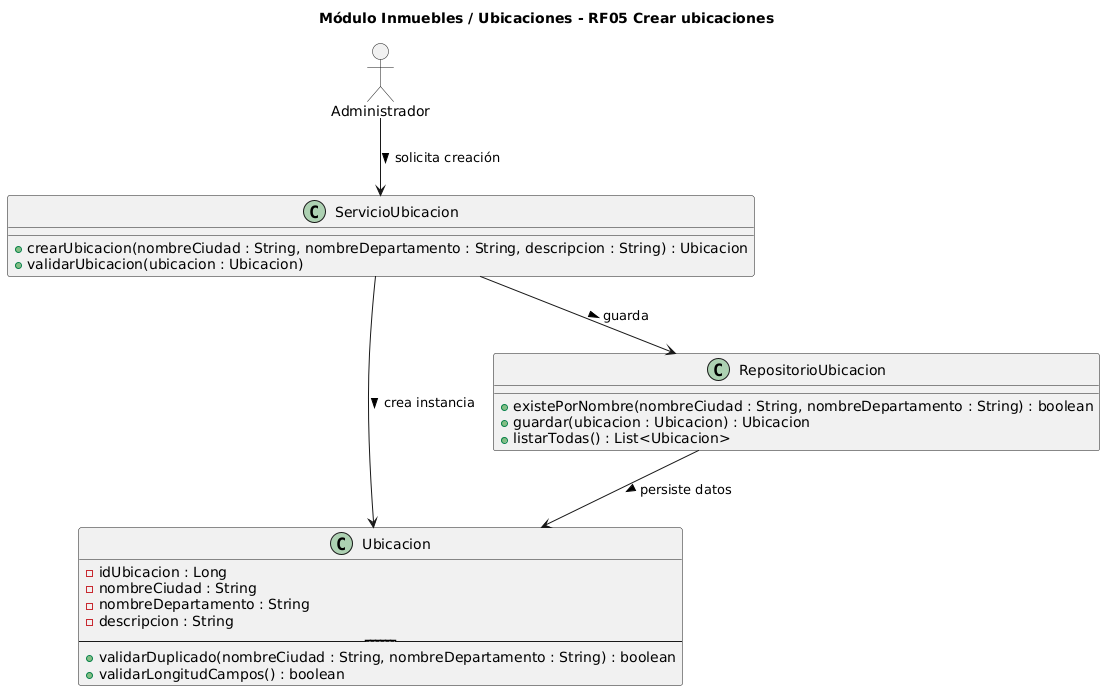 Módulo Inmuebles / Ubicaciones - RF05 Crear ubicaciones
Administrador
solicita creación
C ServicioUbicacion
crearUbicacion(nombreCiudad : String, nombreDepartamento : String, descripcion : String) : Ubicacion
validarUbicacion(ubicacion : Ubicacion)
guarda
C RepositorioUbicacion
existePorNombre(nombreCiudad : String, nombreDepartamento : String) : boolean
guardar(ubicacion : Ubicacion) : Ubicacion
listarTodas() : List<Ubicacion>
crea instancia
persiste datos
C Ubicacion
idUbicacion : Long
nombreCiudad : String
nombreDepartamento : String
descripcion : String
validarDuplicado(nombreCiudad : String, nombreDepartamento : String) : boolean
validarLongitudCampos() : boolean